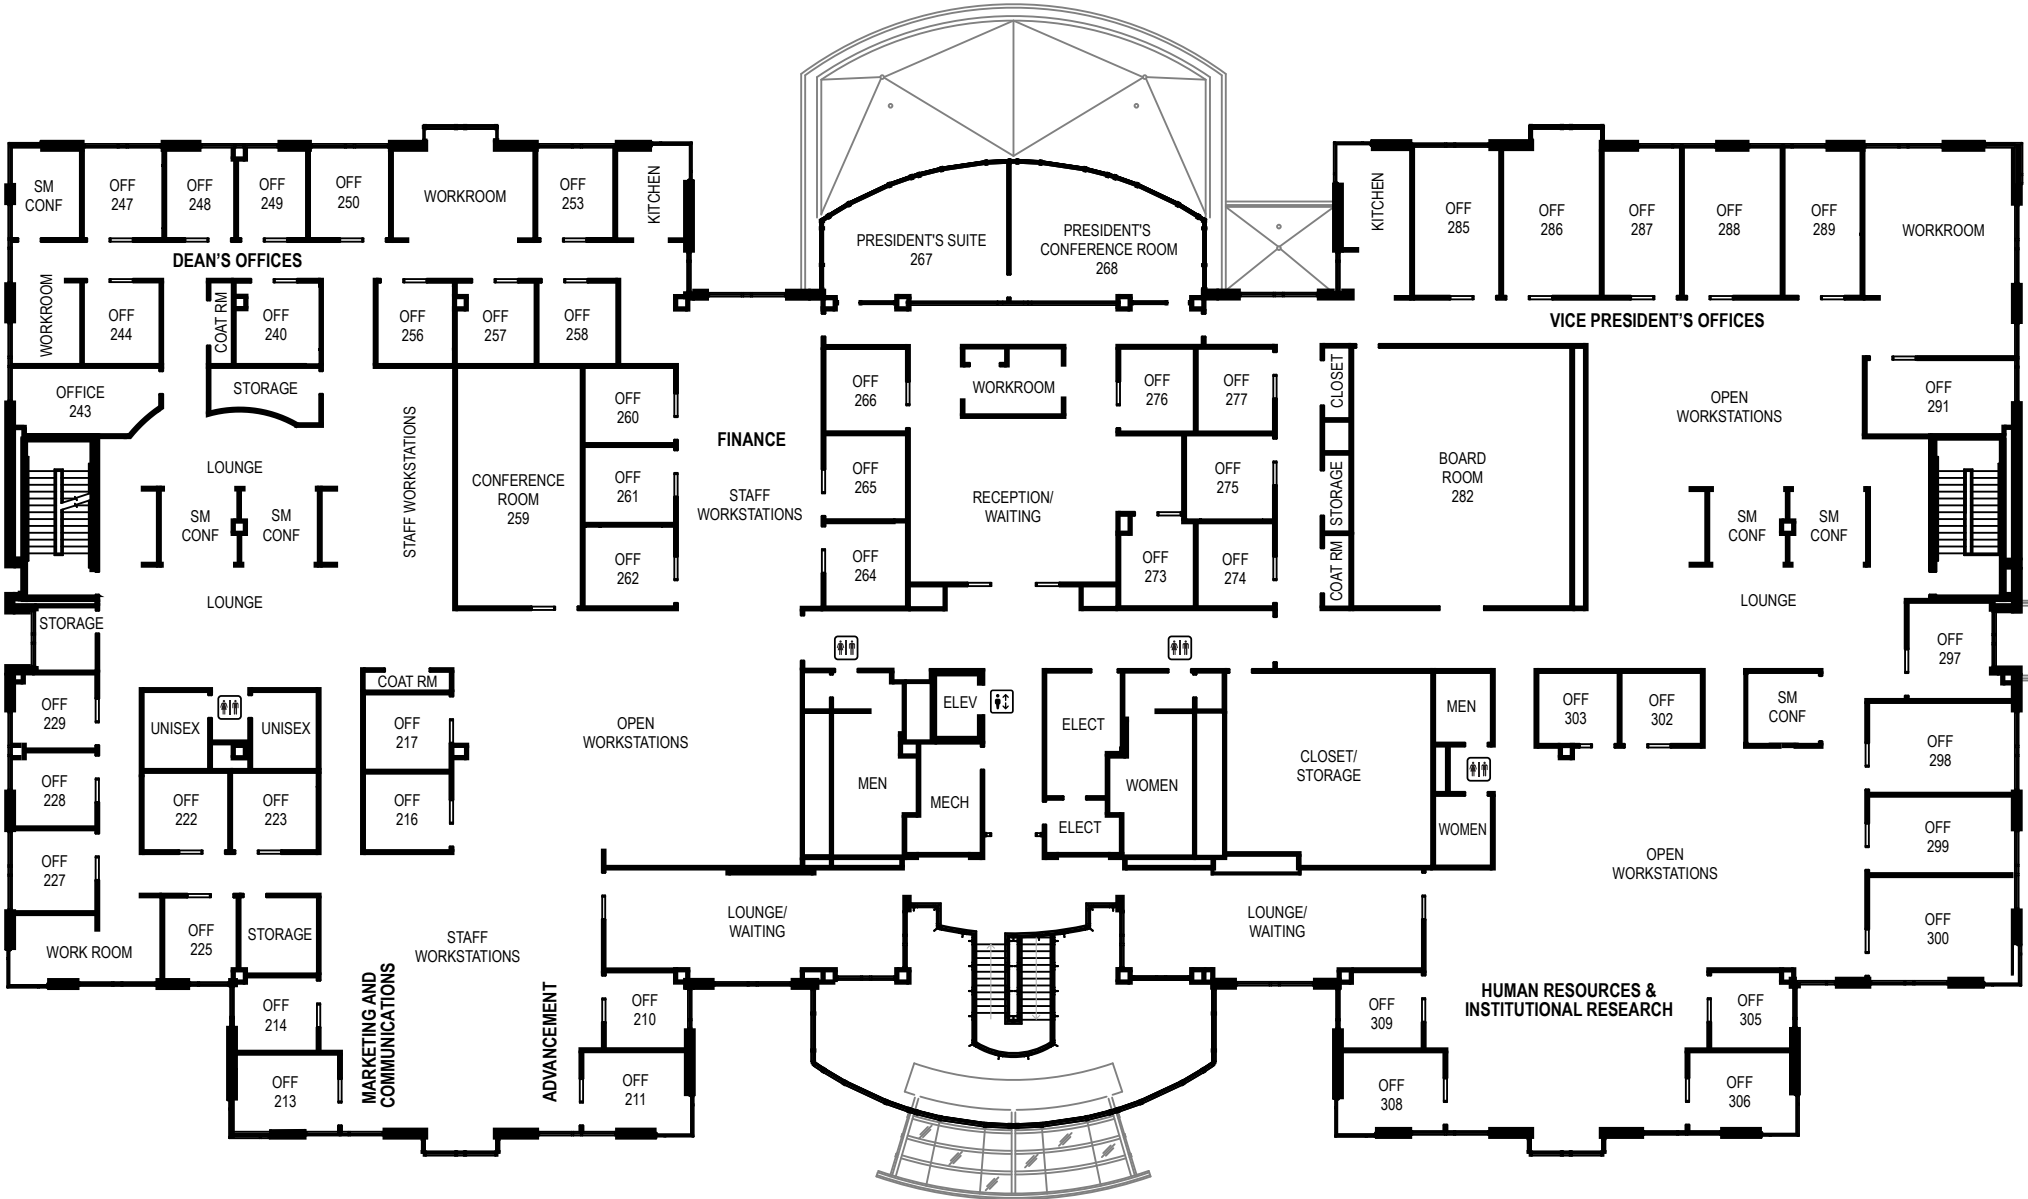 SM
CONF
OFF
247
OFF
248
OFF
249
OFF
250
WORKROOM
OFF
253
KITCHEN
DEAN'S OFFICES
WORKROOM
OFF
244
COAT RM
OFF
240
OFF
256
OFF
257
OFF
258
OFFICE
243
STORAGE
LOUNGE
SM
CONF
SM
CONF
LOUNGE
STAFF WORKSTATIONS
CONFERENCE
ROOM
259
OFF
260
OFF
261
OFF
262
FINANCE
STAFF
WORKSTATIONS
PRESIDENT'S SUITE
267
PRESIDENT'S
CONFERENCE ROOM
268
OFF
266
OFF
265
OFF
264
WORKROOM
RECEPTION/
WAITING
OFF
276
OFF
277
OFF
275
OFF
273
OFF
274
CLOSET
STORAGE
COAT RM
BOARD
ROOM
282
KITCHEN
OFF
285
OFF
286
OFF
287
OFF
288
OFF
289
WORKROOM
VICE PRESIDENT'S OFFICES
OPEN
WORKSTATIONS
OFF
291
SM
CONF
SM
CONF
LOUNGE
OFF
297
STORAGE
OFF
229
OFF
228
OFF
227
WORK ROOM
UNISEX
UNISEX
OFF
222
OFF
223
OFF
225
STORAGE
OFF
214
OFF
213
COAT RM
OFF
217
OFF
216
OPEN
WORKSTATIONS
STAFF
WORKSTATIONS
MARKETING AND
COMMUNICATIONS
ADVANCEMENT
OFF
210
OFF
211
MEN
ELEV
MECH
ELECT
ELECT
WOMEN
CLOSET/
STORAGE
MEN
WOMEN
LOUNGE/
WAITING
LOUNGE/
WAITING
OFF
303
OFF
302
SM
CONF
OFF
298
OFF
299
OFF
300
OPEN
WORKSTATIONS
HUMAN RESOURCES &
INSTITUTIONAL RESEARCH
OFF
309
OFF
308
OFF
305
OFF
306